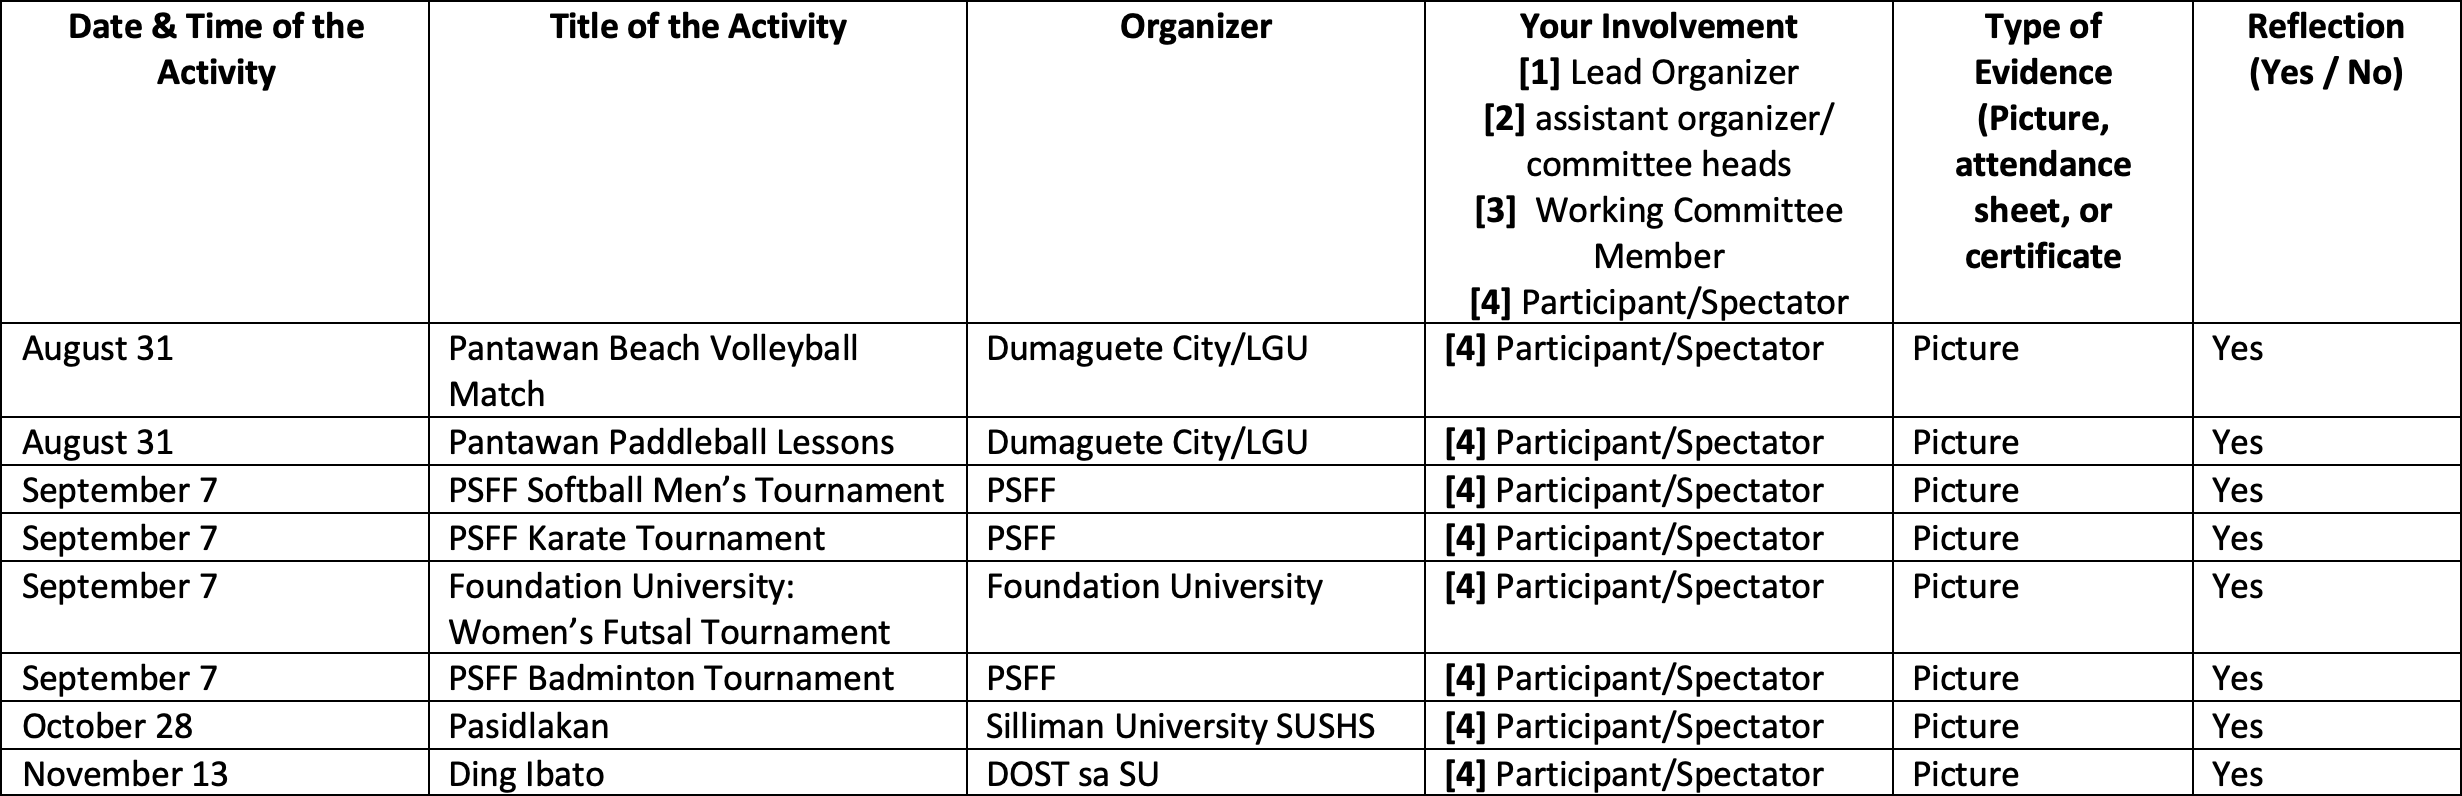 Date & Time of the Activity
Title of the Activity
Organizer
Your Involvement
[1] Lead Organizer
[2] assistant organizer/
committee heads
[3]  Working Committee
Member
[4] Participant/Spectator
Type of
Evidence
(Picture,
attendance
sheet, or
certificate
Reflection
(Yes / No)
August 31
Pantawan Beach Volleyball
Match
Dumaguete City/LGU
[4] Participant/Spectator
Picture
Yes
August 31
Pantawan Paddleball Lessons
Dumaguete City/LGU
[4] Participant/Spectator
Picture
Yes
September 7
PSFF Softball Men’s Tournament
PSFF
[4] Participant/Spectator
Picture
Yes
September 7
PSFF Karate Tournament
PSFF
[4] Participant/Spectator
Picture
Yes
September 7
Foundation University:
Women’s Futsal Tournament
Foundation University
[4] Participant/Spectator
Picture
Yes
September 7
PSFF Badminton Tournament
PSFF
[4] Participant/Spectator
Picture
Yes
October 28
Pasidlakan
Silliman University SUSHS
[4] Participant/Spectator
Picture
Yes
November 13
Ding Ibato
DOST sa SU
[4] Participant/Spectator
Picture
Yes